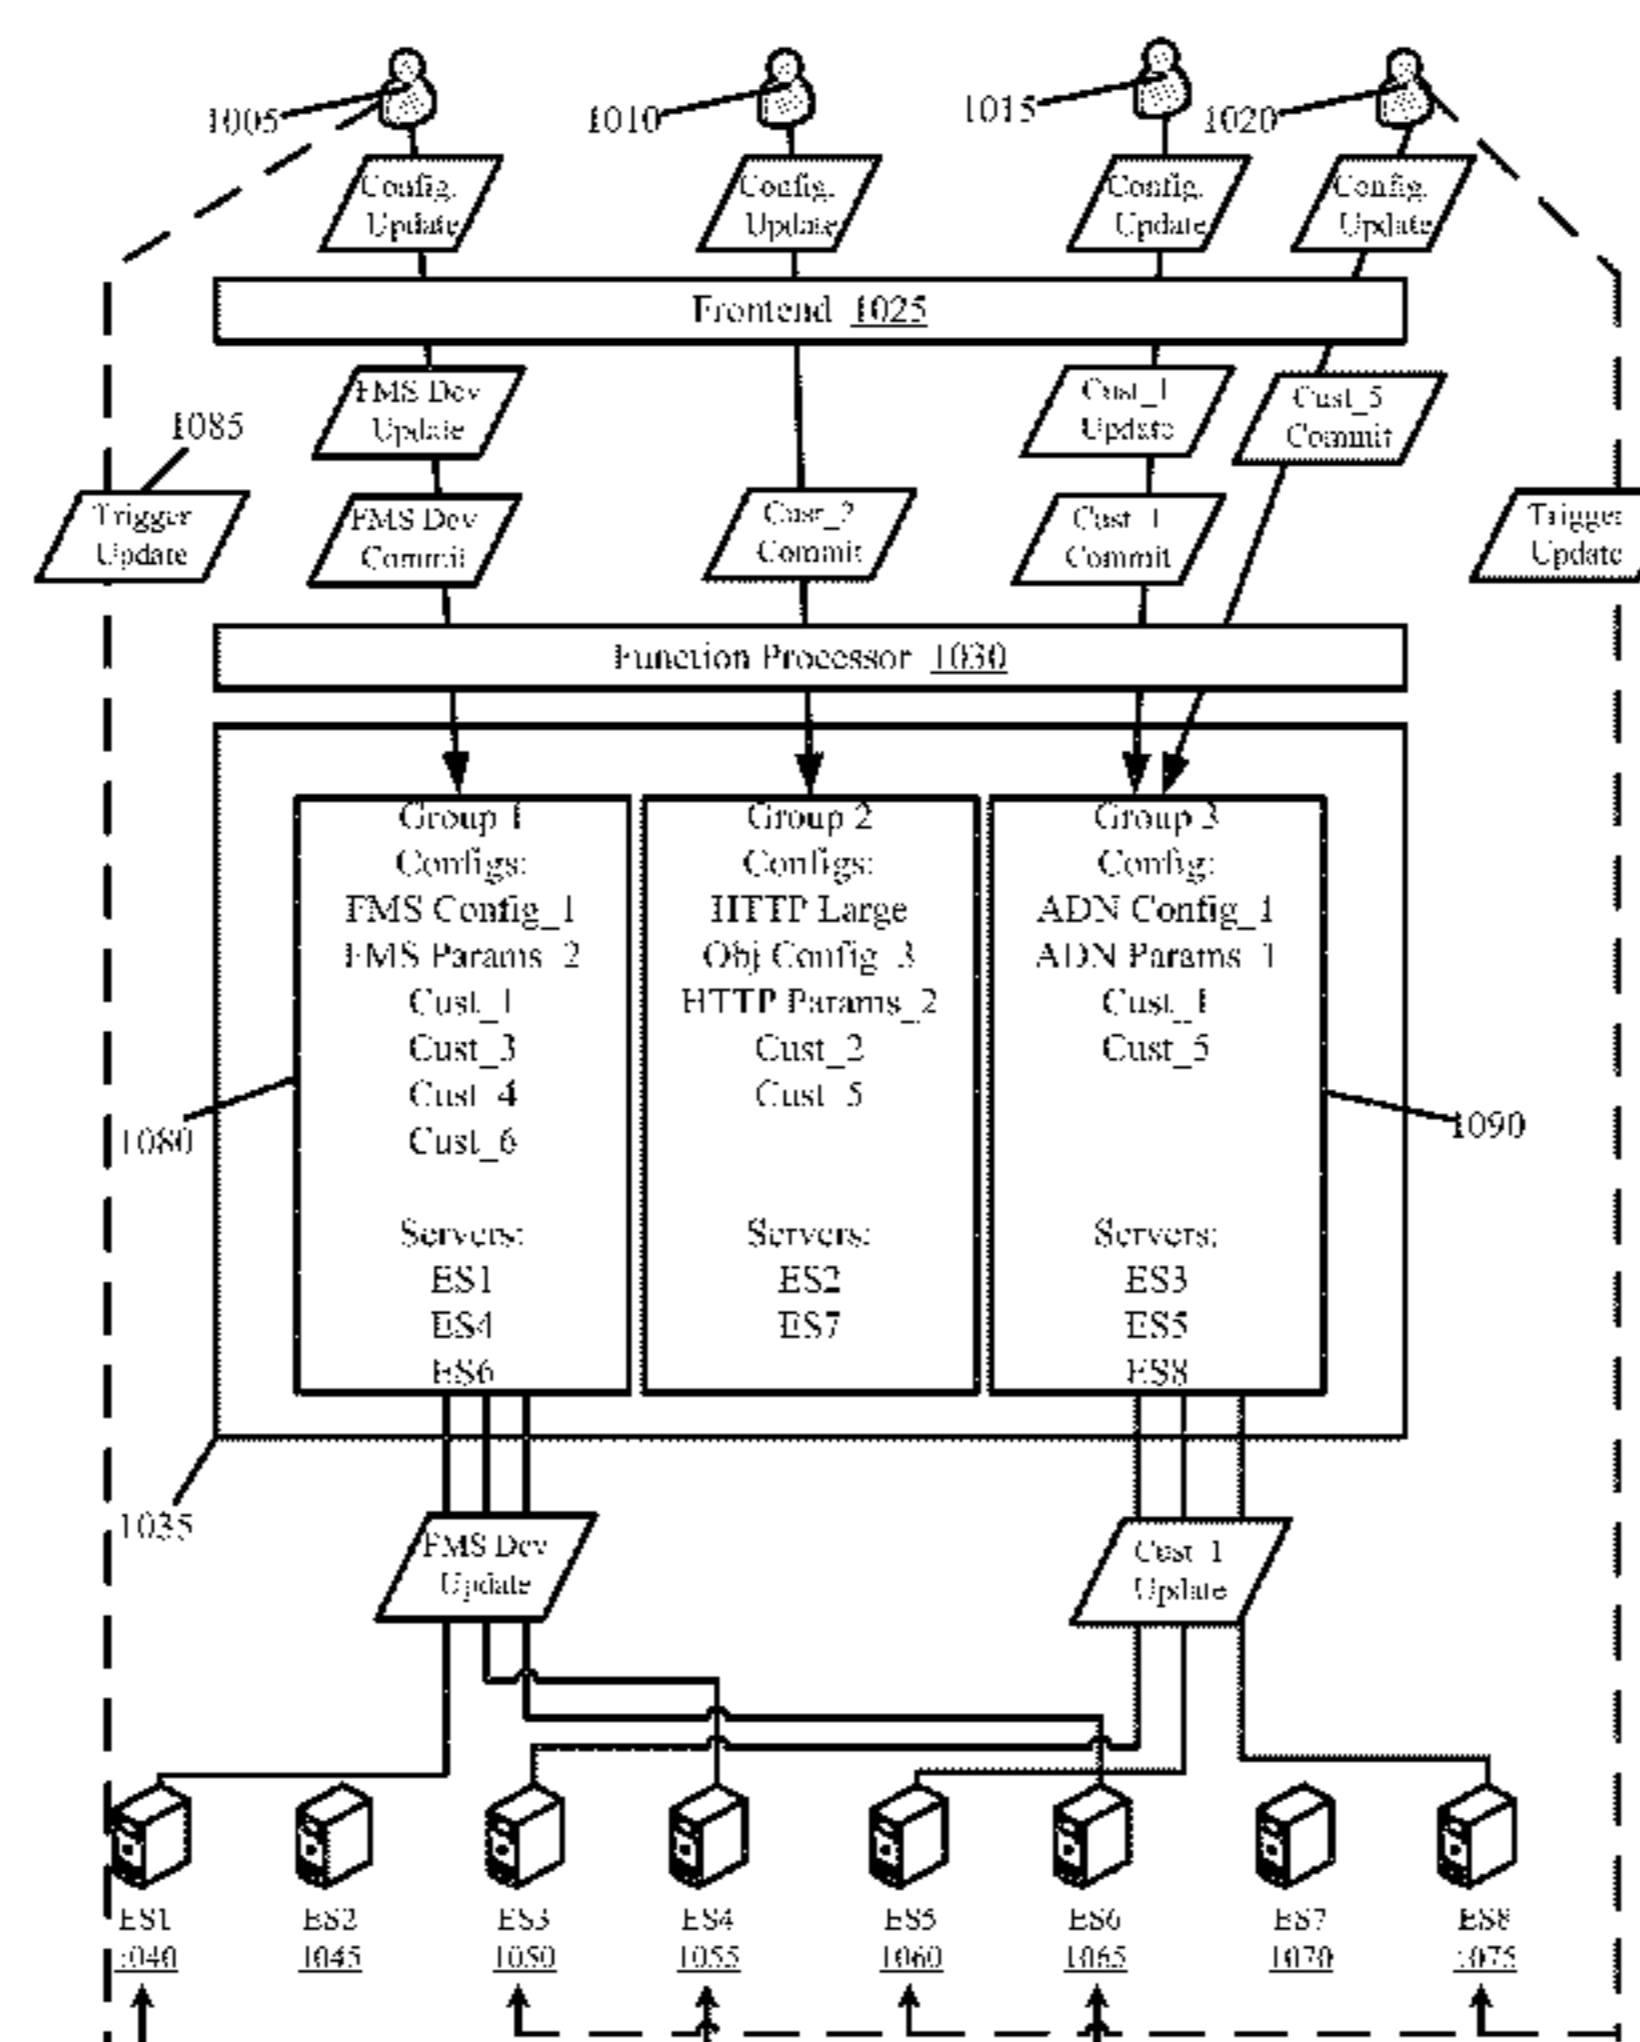 1005
1010
1015
1020
Config.
Update
Config.
Update
Config.
Update
Config.
Update
Frontend 1025
FMS Dev
Update
Cust_1
Update
Cust_5
Commit
1085
Trigger
Update
FMS Dev
Commit
Cust_2
Commit
Cust_1
Commit
Trigger
Update
Function Processor 1030
Group 1
Configs:
FMS Config_1
FMS Params_2
Cust_1
Cust_3
Cust_4
Cust_6
Servers:
ES1
ES4
ES6
Group 2
Configs:
HTTP Large
Obj Config_3
HTTP Params_2
Cust_2
Cust_5
Servers:
ES2
ES7
Group 3
Config:
ADN Config_1
ADN Params_1
Cust_1
Cust_5
Servers:
ES3
ES5
ES8
1080
1090
1035
FMS Dev
Update
Cust_1
Update
ES1
1040
ES2
1045
ES3
1050
ES4
1055
ES5
1060
ES6
1065
ES7
1070
ES8
1075